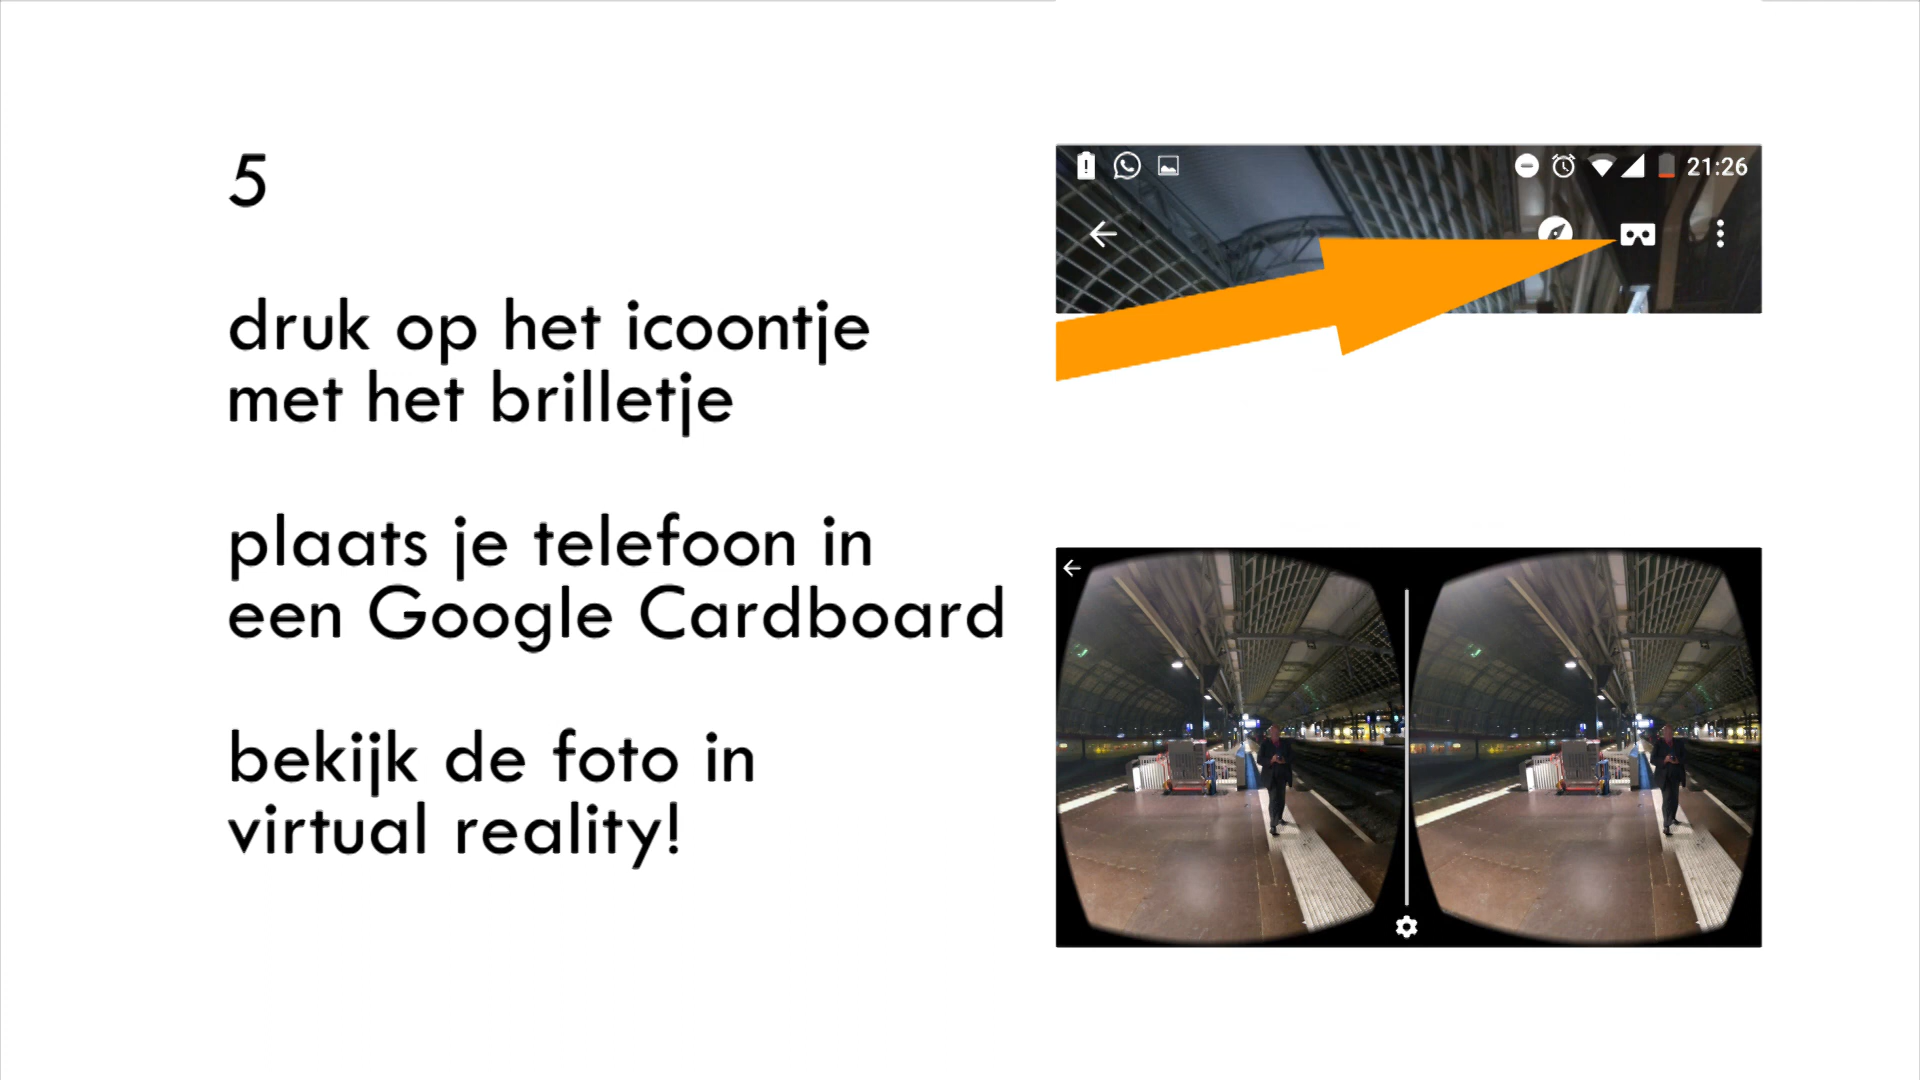 5
druk op het icoontje
met het brilletje
plaats je telefoon in
een Google Cardboard
bekijk de foto in
virtual reality!
21:26